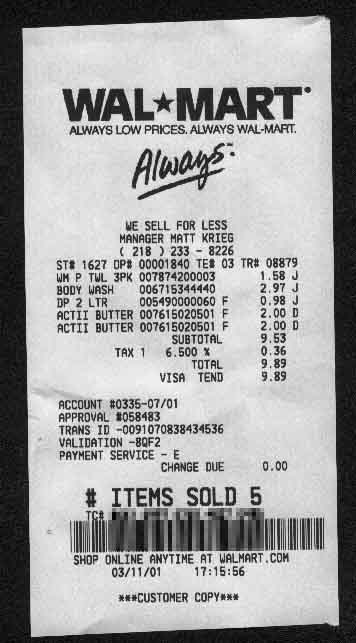 WAL★MART
ALWAYS LOW PRICES. ALWAYS WAL-MART.
Always
WE SELL FOR LESS
MANAGER MATT KRIEG
( 218 ) 233 - 8226
ST# 1627 OP# 00001840 TE# 03 TR# 08879
WM P TWL 3PK 007874200003 1.58 J
BODY WASH 006715344440 2.97 J
DP 2 LTR 005490000060 F 0.98 J
ACTII BUTTER 007615020501 F 2.00 D
ACTII BUTTER 007615020501 F 2.00 D
SUBTOTAL 9.53
TAX 1 6.500 % 0.36
TOTAL 9.89
VISA TEND 9.89
ACCOUNT #0335-07/01
APPROVAL #058483
TRANS ID -0091070838434536
VALIDATION -8QF2
PAYMENT SERVICE - E
CHANGE DUE 0.00
# ITEMS SOLD 5
TC#
SHOP ONLINE ANYTIME AT WALMART.COM
03/11/01 17:15:56
***CUSTOMER COPY***